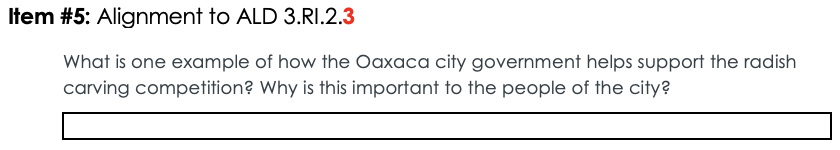 Item #5: Alignment to ALD 3.RI.2.3
What is one example of how the Oaxaca city government helps support the radish
carving competition? Why is this important to the people of the city?